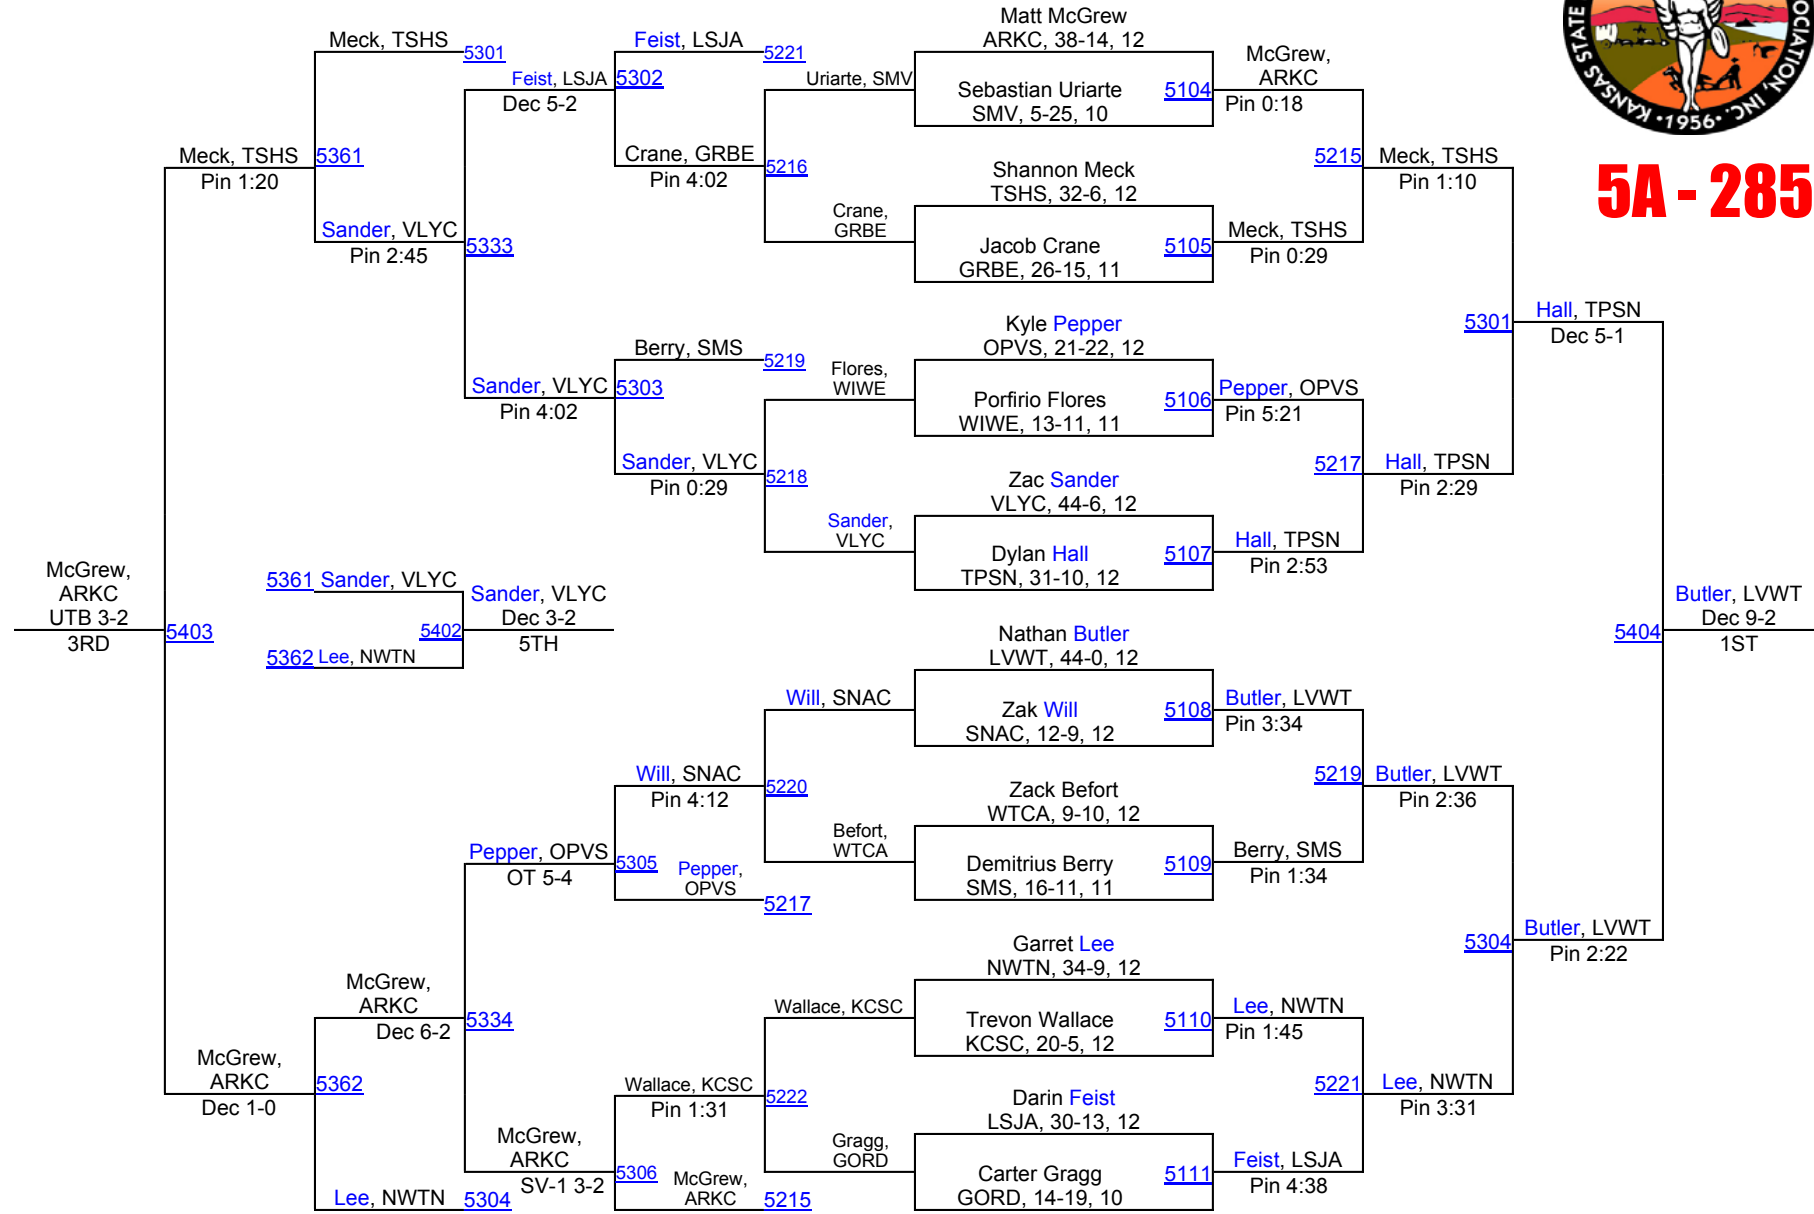 KANSAS STATE
OCIATION, INC.
•1956•
5A - 285
Meck, TSHS
5301
Feist, LSJA
5221
Feist, LSJA
5302
Dec 5-2
Meck, TSHS
5361
Pin 1:20
Crane, GRBE
5216
Pin 4:02
Sander, VLYC
5333
Pin 2:45
Berry, SMS
5219
Sander, VLYC
5303
Pin 4:02
Sander, VLYC
5218
Pin 0:29
Uriarte, SMV
Crane,
GRBE
Flores,
WIWE
Sander,
VLYC
Matt McGrew
ARKC, 38-14, 12
Sebastian Uriarte
5104
SMV, 5-25, 10
Shannon Meck
TSHS, 32-6, 12
Jacob Crane
5105
GRBE, 26-15, 11
Kyle Pepper
OPVS, 21-22, 12
Porfirio Flores
5106
WIWE, 13-11, 11
Zac Sander
VLYC, 44-6, 12
Dylan Hall
5107
TPSN, 31-10, 12
McGrew,
ARKC
Pin 0:18
5215
Meck, TSHS
Pin 1:10
Meck, TSHS
Pin 0:29
5301
Hall, TPSN
Dec 5-1
Pepper, OPVS
Pin 5:21
5217
Hall, TPSN
Pin 2:29
Hall, TPSN
Pin 2:53
McGrew,
ARKC
UTB 3-2
5403
3RD
5361 Sander, VLYC
Sander, VLYC
5402
Dec 3-2
5362 Lee, NWTN
5TH
Butler, LVWT
5404
Dec 9-2
1ST
Will, SNAC
Will, SNAC
5220
Pin 4:12
Befort,
WTCA
Pepper, OPVS
5305
OT 5-4
Pepper,
OPVS
5217
McGrew,
ARKC
5334
Dec 6-2
McGrew,
ARKC
5362
Dec 1-0
Wallace, KCSC
Wallace, KCSC
5222
Pin 1:31
Gragg,
GORD
McGrew,
ARKC
5306
SV-1 3-2
McGrew,
ARKC
5215
Lee, NWTN
5304
Nathan Butler
LVWT, 44-0, 12
Zak Will
5108
SNAC, 12-9, 12
Zack Befort
WTCA, 9-10, 12
Demitrius Berry
5109
SMS, 16-11, 11
Garret Lee
NWTN, 34-9, 12
Trevon Wallace
5110
KCSC, 20-5, 12
Darin Feist
LSJA, 30-13, 12
Carter Gragg
5111
GORD, 14-19, 10
Butler, LVWT
Pin 3:34
5219
Butler, LVWT
Pin 2:36
Berry, SMS
Pin 1:34
5304
Butler, LVWT
Pin 2:22
Lee, NWTN
Pin 1:45
5221
Lee, NWTN
Pin 3:31
Feist, LSJA
Pin 4:38